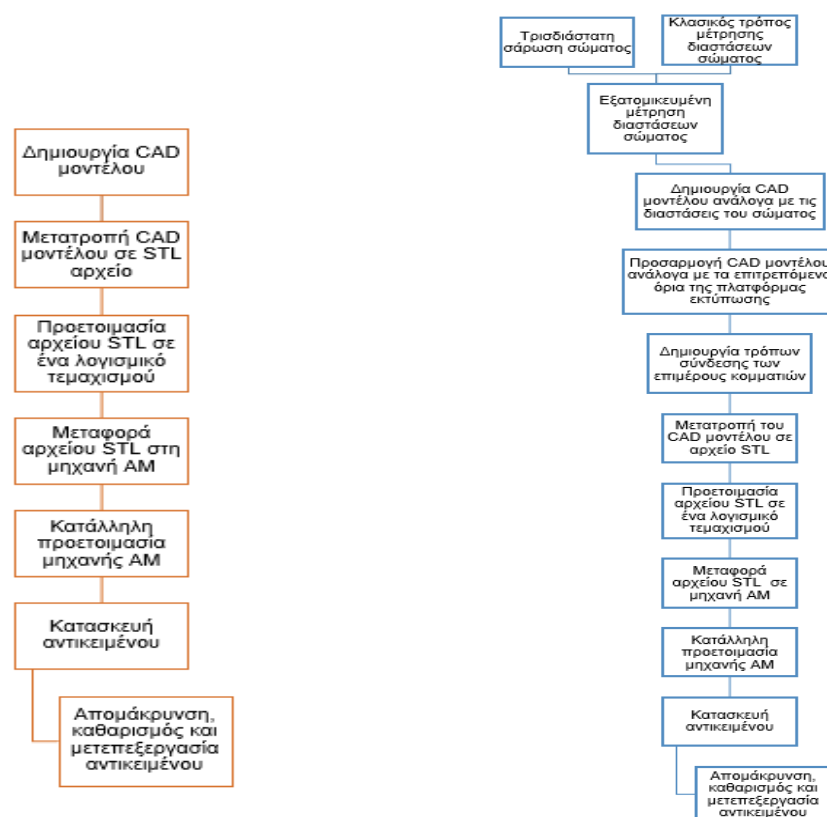 Δημιουργία CAD
μοντέλου
Μετατροπή CAD
μοντέλου σε STL
αρχείο
Προετοιμασία
αρχείου STL σε
ένα λογισμικό
τεμαχισμού
Μεταφορά
αρχείου STL στη
μηχανή AM
Κατάλληλη
προετοιμασία
μηχανής AM
Κατασκευή
αντικειμένου
Απομάκρυνση,
καθαρισμός και
μετεπεξεργασία
αντικειμένου
Τρισδιάστατη
σάρωση σώματος
Κλασικός τρόπος
μέτρησης
διαστάσεων
σώματος
Εξατομικευμένη
μέτρηση
διαστάσεων
σώματος
Δημιουργία CAD
μοντέλου ανάλογα με τις
διαστάσεις του σώματος
Προσαρμογή CAD μοντέλου
ανάλογα με τα επιτρεπόμενα
όρια της πλατφόρμας
εκτύπωσης
Δημιουργία τρόπων
σύνδεσης των
επιμέρους κομματιών
Μετατροπή του
CAD μοντέλου σε
αρχείο STL
Προετοιμασία
αρχείου STL σε
ένα λογισμικό
τεμαχισμού
Μεταφορά
αρχείου STL σε
μηχανή AM
Κατάλληλη
προετοιμασία
μηχανής AM
Κατασκευή
αντικειμένου
Απομάκρυνση,
καθαρισμός και
μετεπεξεργασία
αντικειμένου